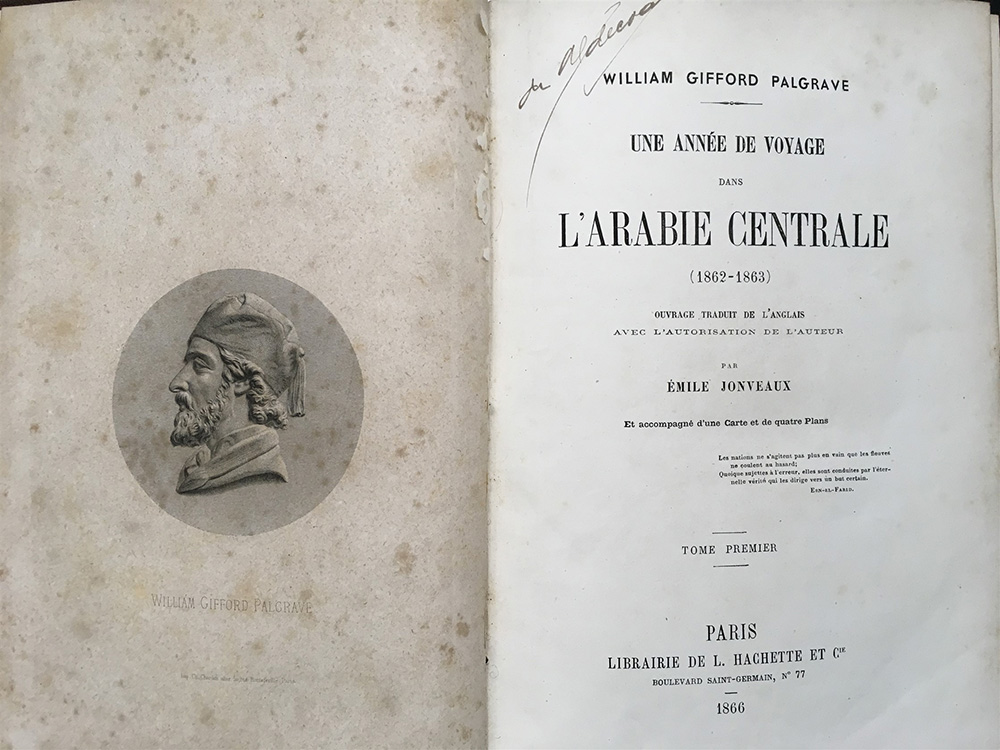 WILLIAM GIFFORD PALGRAVE
WILLIAM GIFFORD PALGRAVE
UNE ANNÉE DE VOYAGE
DANS
L'ARABIE CENTRALE
(1862-1863)
OUVRAGE TRADUIT DE L'ANGLAIS
AVEC L'AUTORISATION DE L'AUTEUR
PAR
ÉMILE JONVEAUX
Et accompagné d'une Carte et de quatre Plans
Les nations ne s'agitent pas plus en vain que les fleuves
ne coulent au hasard;
Quoique sujettes à l'erreur, elles sont conduites par l'éter-
nelle vérité qui les dirige vers un but certain.
EBN-EL-FARID.
TOME PREMIER
PARIS
LIBRAIRIE DE L. HACHETTE ET Cie
BOULEVARD SAINT-GERMAIN, N° 77
1866